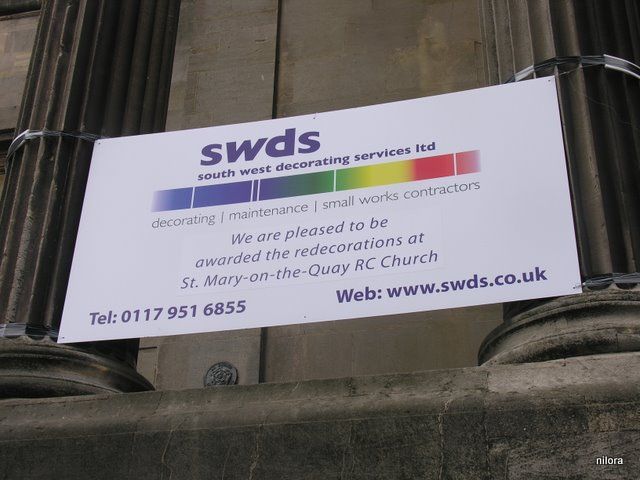 swds
south west decorating services ltd
decorating | maintenance | small works contractors
We are pleased to be
awarded the redecorations at
St. Mary-on-the-Quay RC Church
Tel: 0117 951 6855
Web: www.swds.co.uk
nilora